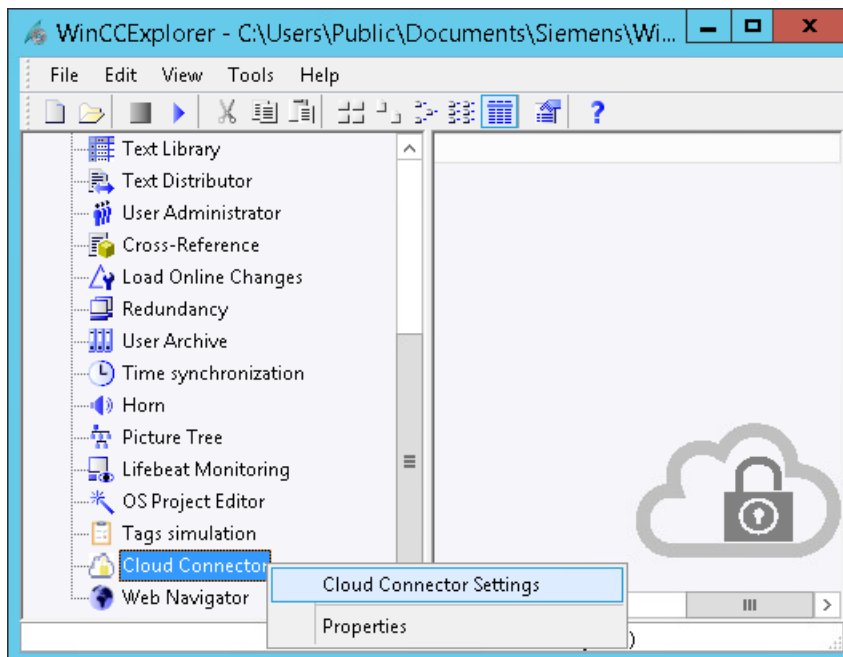 WinCCExplorer - C:\Users\Public\Documents\Siemens\Wi...
File Edit View Tools Help
Text Library
Text Distributor
User Administrator
Cross-Reference
Load Online Changes
Redundancy
User Archive
Time synchronization
Horn
Picture Tree
Lifebeat Monitoring
OS Project Editor
Tags simulation
Cloud Connector
Cloud Connector Settings
Web Navigator
Properties
)